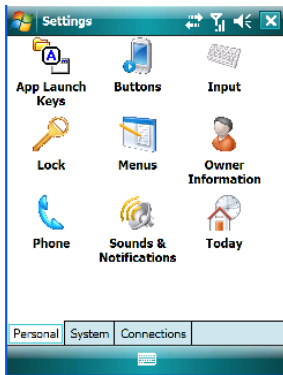 Settings
A
App Launch Keys
Buttons
Input
Lock
Menus
Owner Information
Phone
Sounds & Notifications
Today
Personal System Connections